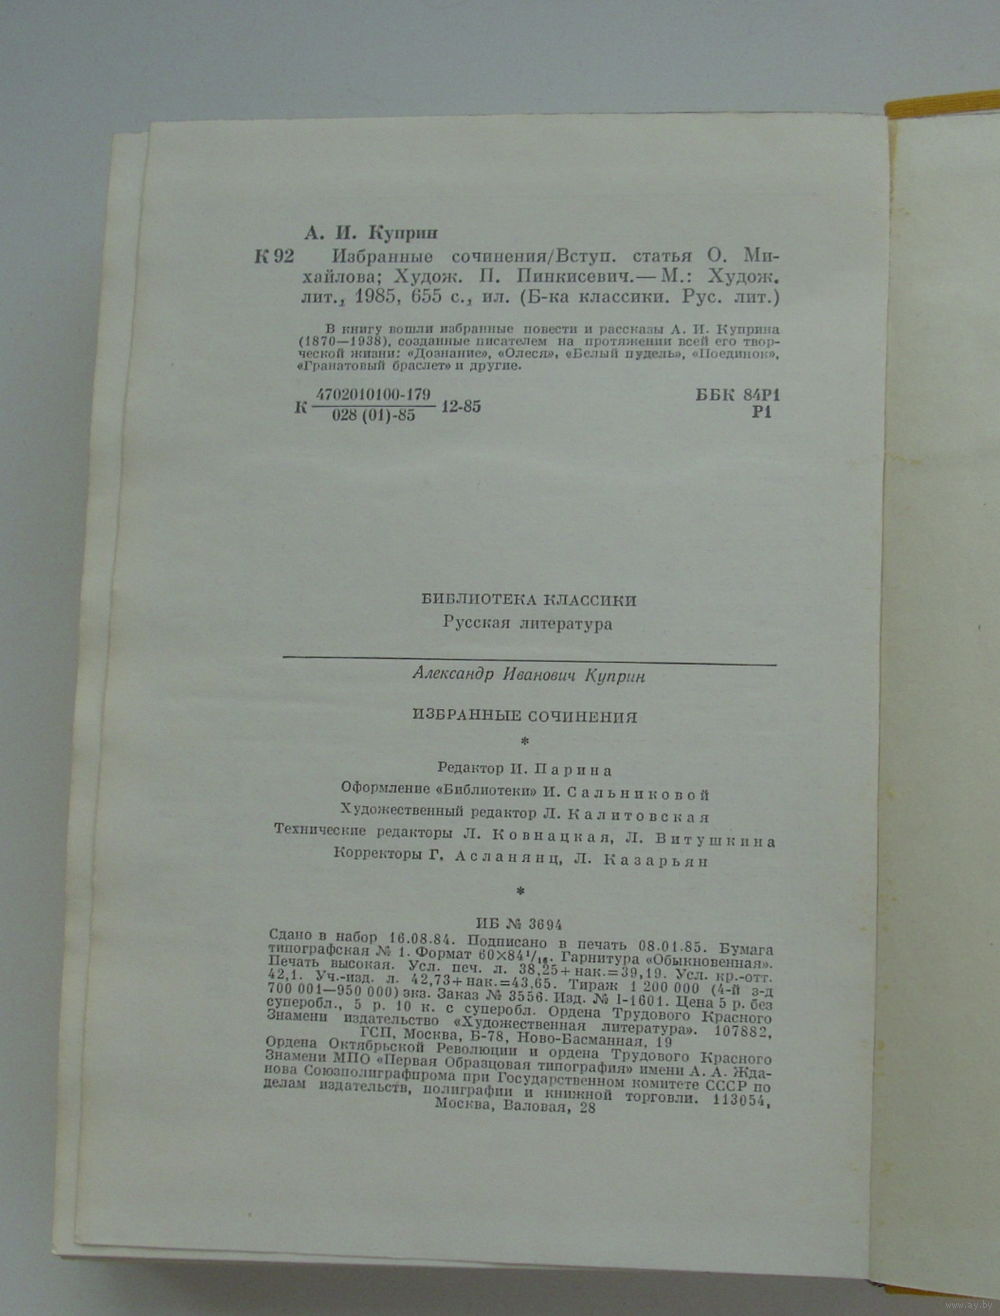 А. И. Куприн
К 92 Избранные сочинения/Вступ. статья О. Ми-
хайлова; Худож. П. Пинкисевич.— М.: Худож.
лит., 1985, 655 с., ил. (Б-ка классики. Рус. лит.)
В книгу вошли избранные повести и рассказы А. И. Куприна
(1870—1938), созданные писателем на протяжении всей его твор-
ческой жизни: «Дознание», «Олеся», «Белый пудель», «Поединок»,
«Гранатовый браслет» и другие.
4702010100-179
К 12-85
028 (01)-85
ББК 84Р1
Р1
БИБЛИОТЕКА КЛАССИКИ
Русская литература
Александр Иванович Куприн
ИЗБРАННЫЕ СОЧИНЕНИЯ
*
Редактор И. Парина
Оформление «Библиотеки» И. Сальниковой
Художественный редактор Л. Калитовская
Технические редакторы Л. Ковнацкая, Л. Витушкина
Корректоры Г. Асланянц, Л. Казарьян
*
ИБ № 3694
Сдано в набор 16.08.84. Подписано в печать 08.01.85. Бумага
типографская № 1. Формат 60×84¹/₁₆. Гарнитура «Обыкновенная».
Печать высокая. Усл. печ. л. 38,25+нак.=39,19. Усл. кр.-отт.
42,1. Уч.-изд. л. 42,73+нак.=43,65. Тираж 1 200 000 (4-й з-д
700 001—950 000) экз. Заказ № 3556. Изд. № I-1601. Цена 5 р. без
суперобл., 5 р. 10 к. с суперобл. Ордена Трудового Красного
Знамени издательство «Художественная литература». 107882,
ГСП, Москва, Б-78, Ново-Басманная, 19
Ордена Октябрьской Революции и ордена Трудового Красного
Знамени МПО «Первая Образцовая типография» имени А. А. Жда-
нова Союзполиграфпрома при Государственном комитете СССР по
делам издательств, полиграфии и книжной торговли. 113054,
Москва, Валовая, 28
www.ay.by